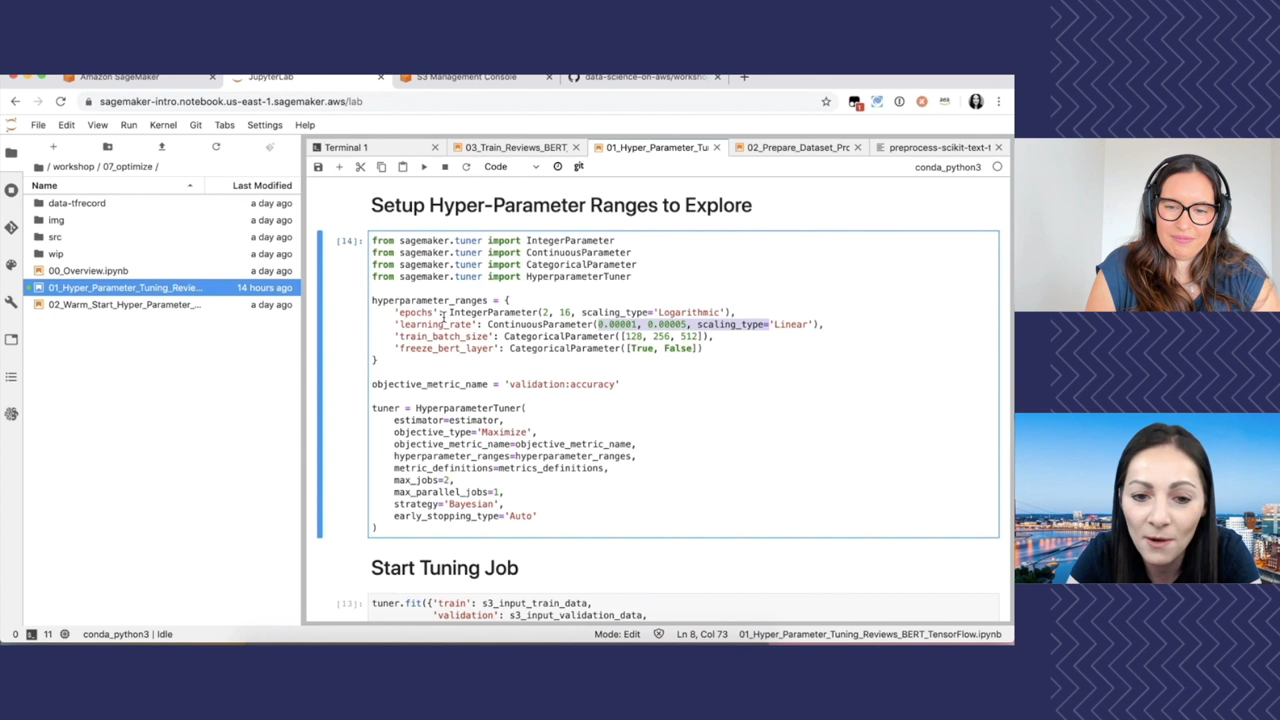 Amazon SageMaker
JupyterLab
S3 Management Console
data-science-on-aws/worksho
sagemaker-intro.notebook.us-east-1.sagemaker.aws/lab
File Edit View Run Kernel Git Tabs Settings Help
Terminal 1
03_Train_Reviews_BERT_
01_Hyper_Parameter_Tu
02_Prepare_Dataset_Pro
preprocess-scikit-text-t
/ workshop / 07_optimize /
Code
git
conda_python3
Name Last Modified
data-tfrecord a day ago
img a day ago
src a day ago
wip a day ago
00_Overview.ipynb a day ago
01_Hyper_Parameter_Tuning_Revie... 14 hours ago
02_Warm_Start_Hyper_Parameter_... a day ago
Setup Hyper-Parameter Ranges to Explore
[14]: from sagemaker.tuner import IntegerParameter
from sagemaker.tuner import ContinuousParameter
from sagemaker.tuner import CategoricalParameter
from sagemaker.tuner import HyperparameterTuner
hyperparameter_ranges = {
'epochs': IntegerParameter(2, 16, scaling_type='Logarithmic'),
'learning_rate': ContinuousParameter(0.00001, 0.00005, scaling_type='Linear'),
'train_batch_size': CategoricalParameter([128, 256, 512]),
'freeze_bert_layer': CategoricalParameter([True, False])
}
objective_metric_name = 'validation:accuracy'
tuner = HyperparameterTuner(
estimator=estimator,
objective_type='Maximize',
objective_metric_name=objective_metric_name,
hyperparameter_ranges=hyperparameter_ranges,
metric_definitions=metrics_definitions,
max_jobs=2,
max_parallel_jobs=1,
strategy='Bayesian',
early_stopping_type='Auto'
)
Start Tuning Job
[13]: tuner.fit({'train': s3_input_train_data,
'validation': s3_input_validation_data,
0 11 conda_python3 | Idle
Mode: Edit Ln 8, Col 73 01_Hyper_Parameter_Tuning_Reviews_BERT_TensorFlow.ipynb